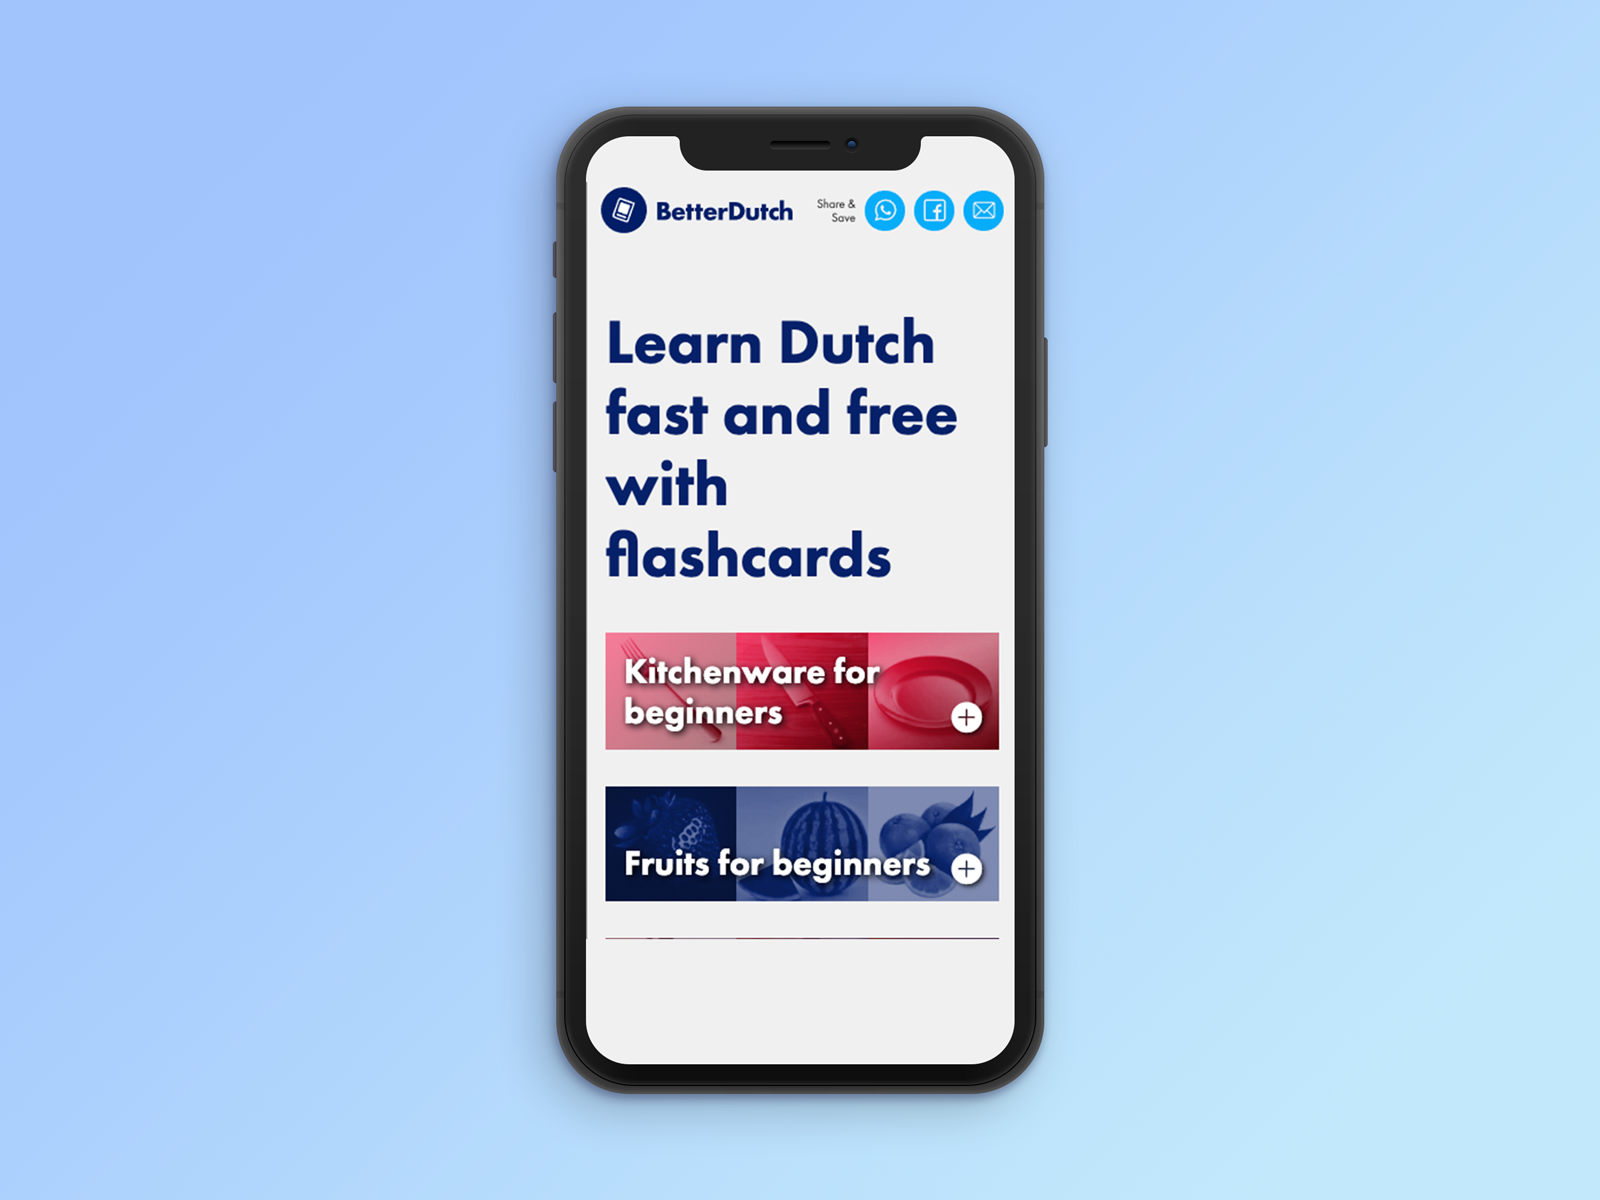 BetterDutch
Share &
Save
Learn Dutch
fast and free
with
flashcards
Kitchenware for
beginners
Fruits for beginners